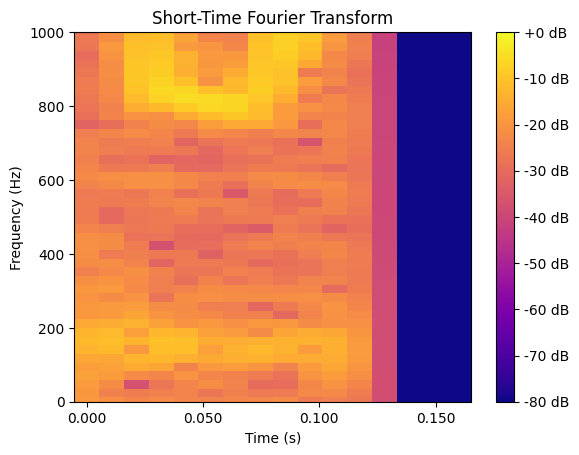 Short-Time Fourier Transform
Frequency (Hz)
1000
800
600
400
200
0
0.000
0.050
0.100
0.150
Time (s)
+0 dB
-10 dB
-20 dB
-30 dB
-40 dB
-50 dB
-60 dB
-70 dB
-80 dB